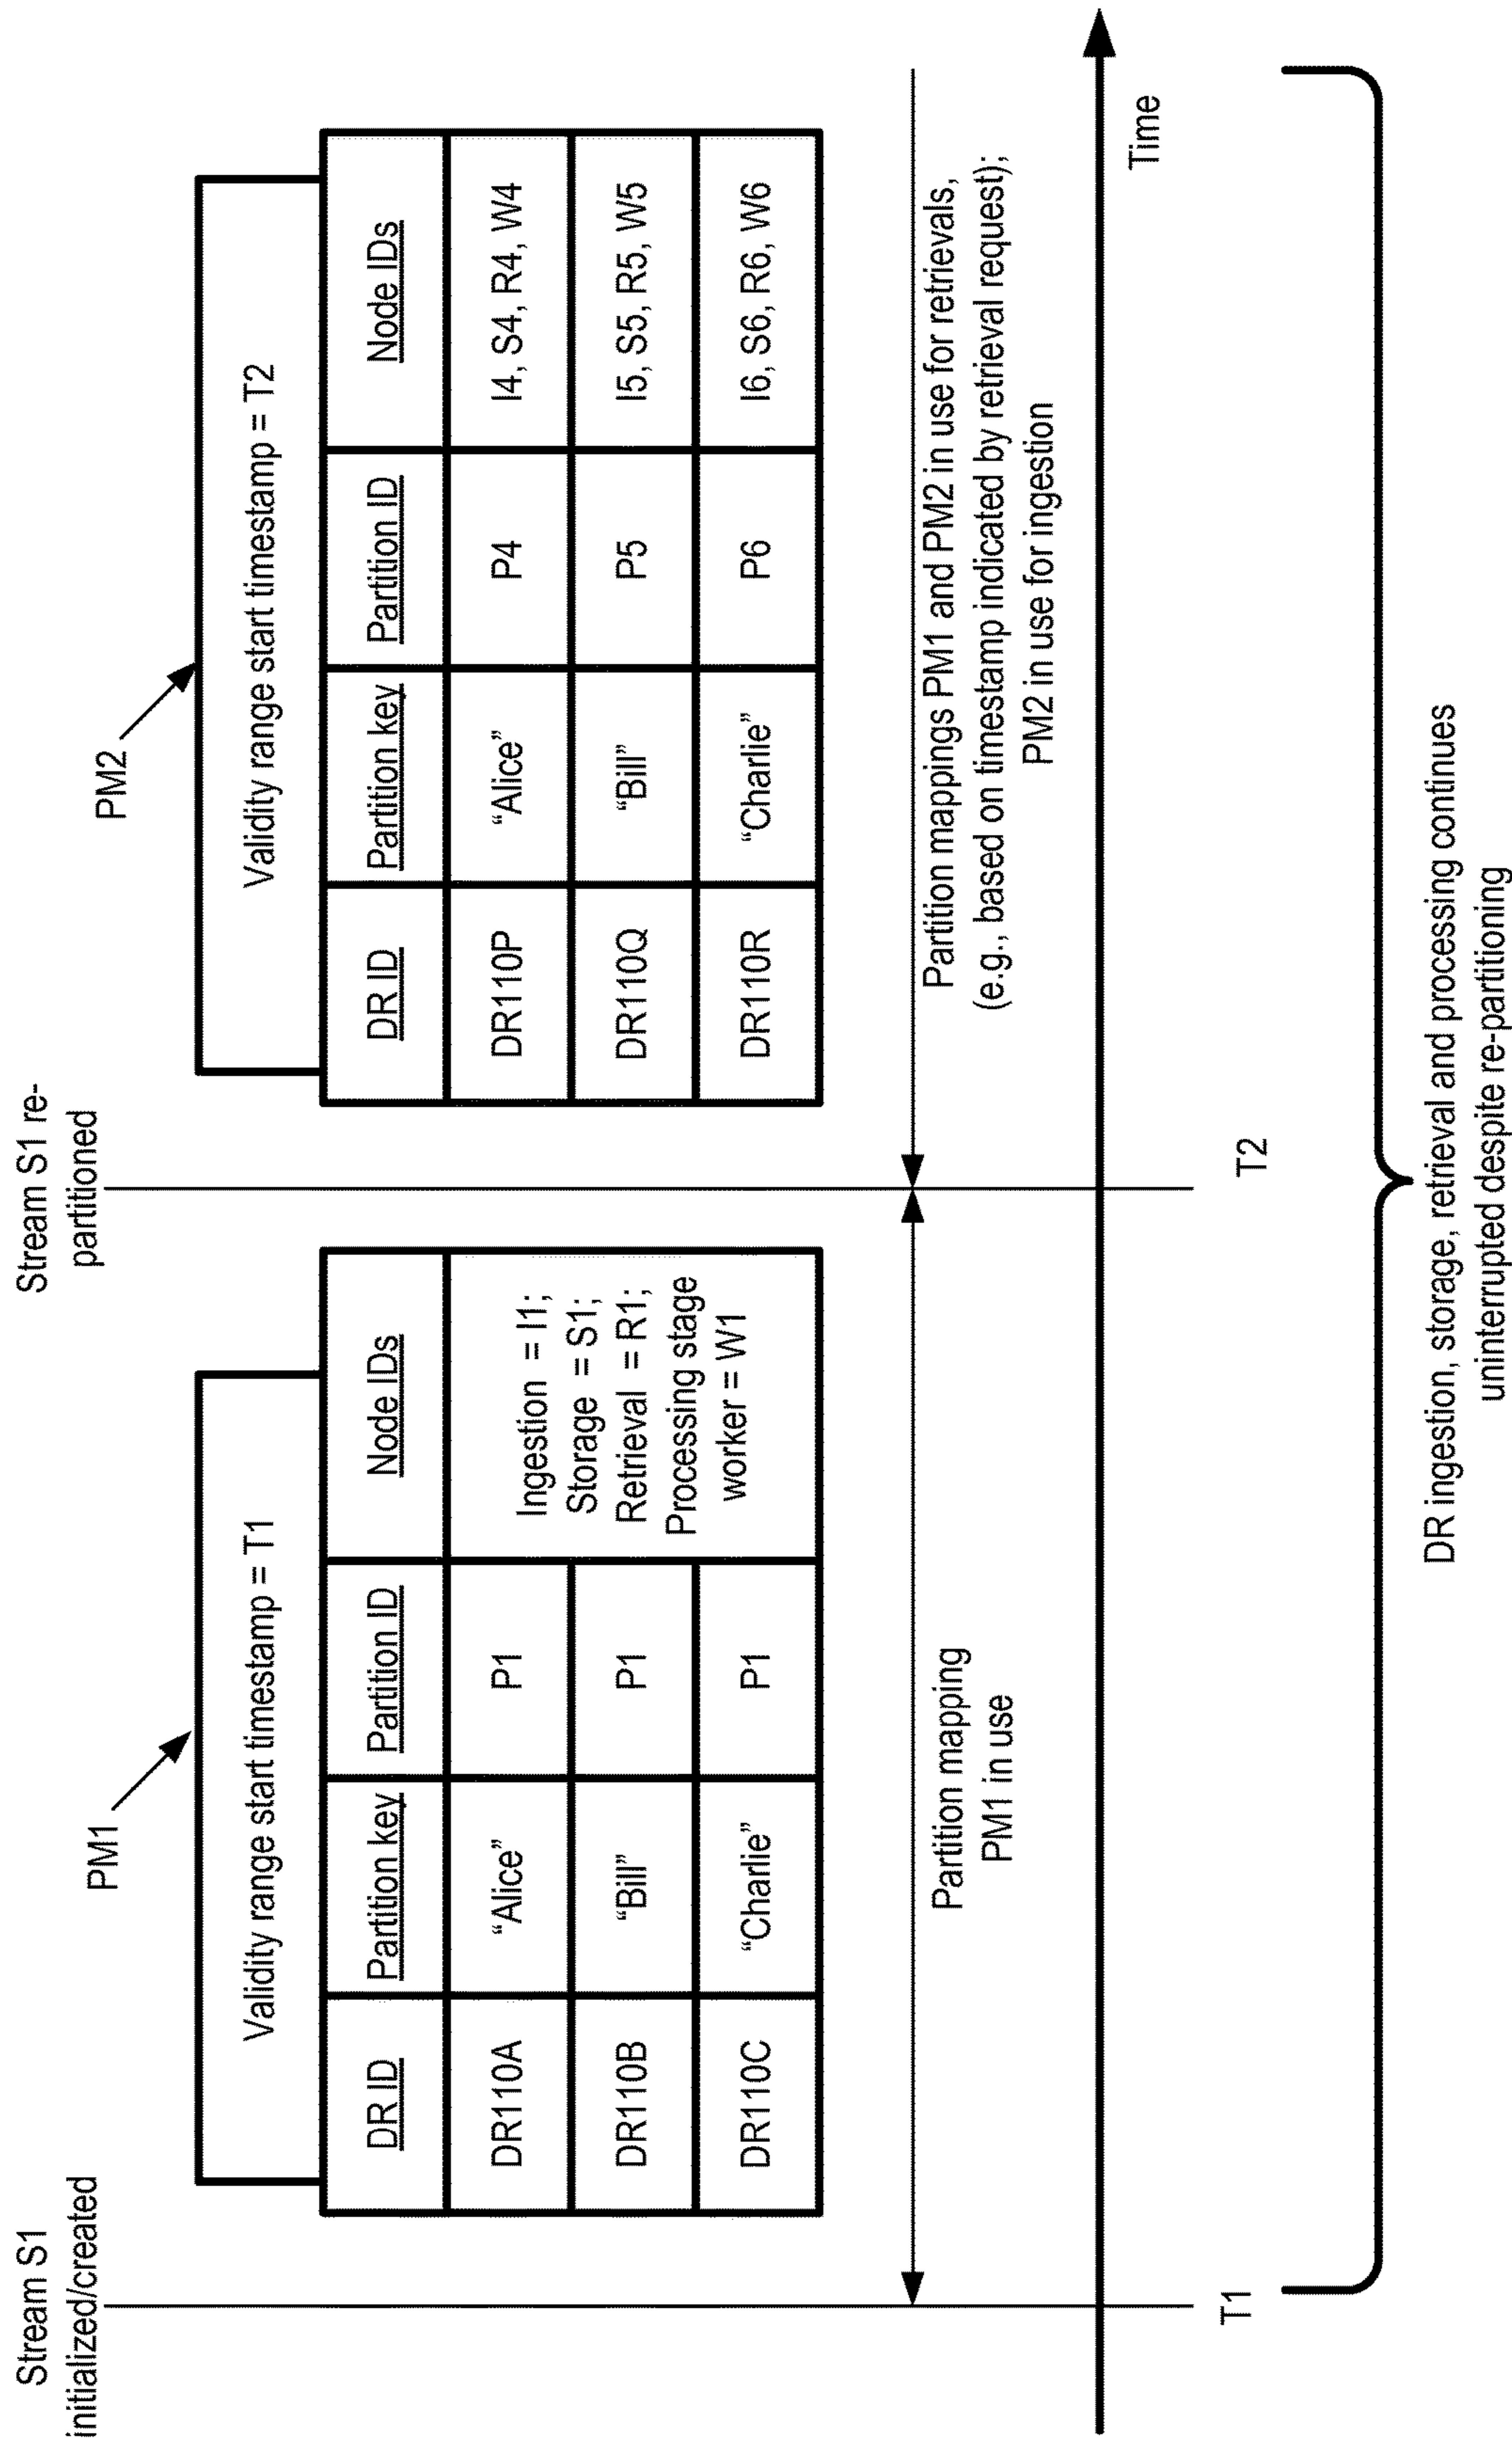 Stream S1
initialized/created
Stream S1 re-
partitioned
PM1
Validity range start timestamp = T1
DR ID
Partition key
Partition ID
Node IDs
DR110A
“Alice”
P1
DR110B
“Bill”
P1
DR110C
“Charlie”
P1
Ingestion = I1;
Storage = S1;
Retrieval = R1;
Processing stage
worker = W1
PM2
Validity range start timestamp = T2
DR ID
Partition key
Partition ID
Node IDs
DR110P
“Alice”
P4
I4, S4, R4, W4
DR110Q
“Bill”
P5
I5, S5, R5, W5
DR110R
“Charlie”
P6
I6, S6, R6, W6
Partition mapping
PM1 in use
Partition mappings PM1 and PM2 in use for retrievals,
(e.g., based on timestamp indicated by retrieval request);
PM2 in use for ingestion
Time
T1
T2
DR ingestion, storage, retrieval and processing continues
uninterrupted despite re-partitioning